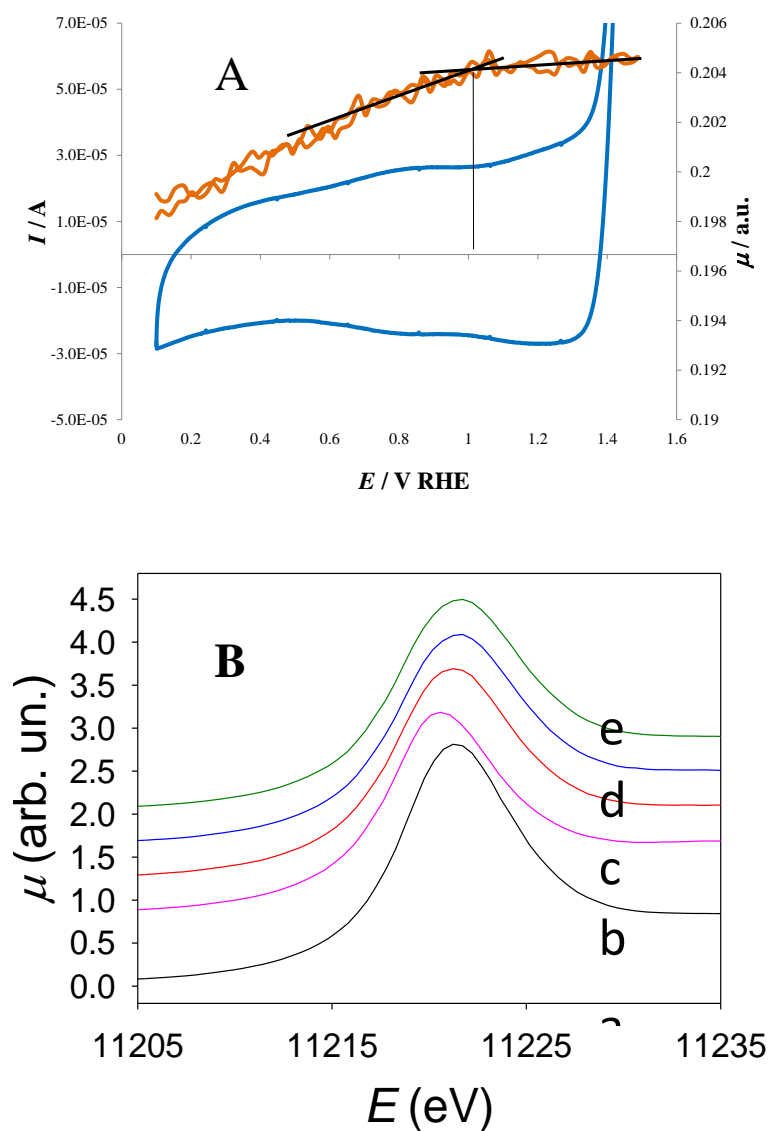 A
7.0E-05
5.0E-05
3.0E-05
1.0E-05
-1.0E-05
-3.0E-05
-5.0E-05
I / A
0.206
0.204
0.202
0.2
0.198
0.196
0.194
0.192
0.19
μ / a.u.
0 0.2 0.4 0.6 0.8 1 1.2 1.4 1.6
E / V RHE
B
4.5
4.0
3.5
3.0
2.5
2.0
1.5
1.0
0.5
0.0
μ (arb. un.)
e
d
c
b
11205 11215 11225 11235
E (eV)